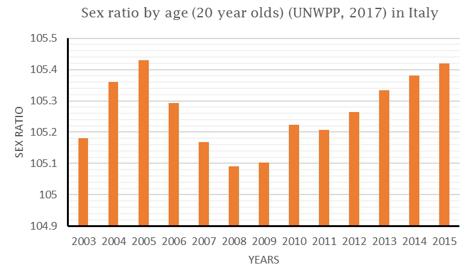 Sex ratio by age (20 year olds) (UNWPP, 2017) in Italy
105.5
105.4
105.3
105.2
105.1
105
104.9
SEX RATIO
2003 2004 2005 2006 2007 2008 2009 2010 2011 2012 2013 2014 2015
YEARS